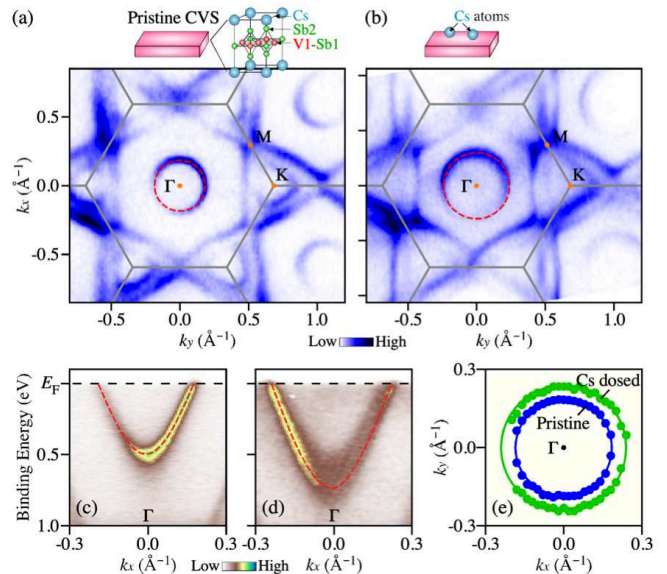 (a)
Pristine CVS
Cs
Sb2
V1-Sb1
(b)
Cs atoms
0.5
0.0
-0.5
kx (Å⁻¹)
Γ
M
K
-0.5 0.0 0.5 1.0
ky (Å⁻¹)
Γ
M
K
-0.5 0.0 0.5 1.0
ky (Å⁻¹)
Low High
EF
0.5
1.0
Binding Energy (eV)
(c)
Γ
-0.3 0.0 0.3
kx (Å⁻¹)
Low High
(d)
Γ
-0.3 0.0 0.3
kx (Å⁻¹)
0.3
0.0
-0.3
ky (Å⁻¹)
Cs dosed
Pristine
Γ
(e)
-0.3 0.0 0.3
kx (Å⁻¹)